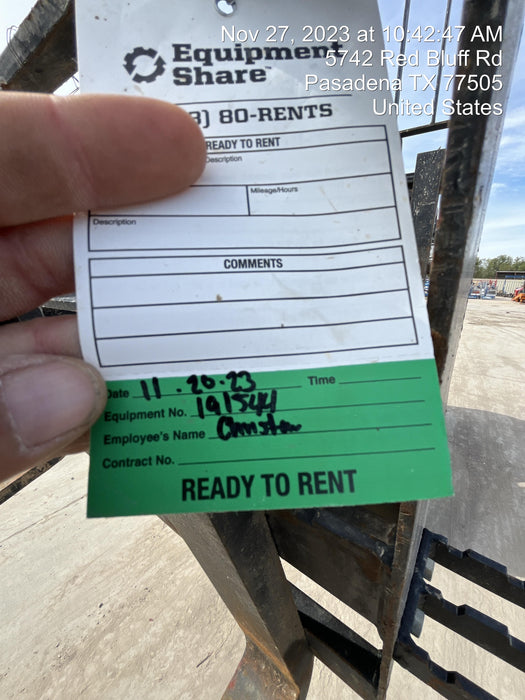 Nov 27, 2023 at 10:42:47 AM
5742 Red Bluff Rd
Pasadena TX 77505
United States
Equipment
Share
) 80-RENTS
READY TO RENT
Description
Mileage/Hours
Description
COMMENTS
Date 11.20.23 Time
Equipment No. 191544
Employee's Name
Contract No.
READY TO RENT